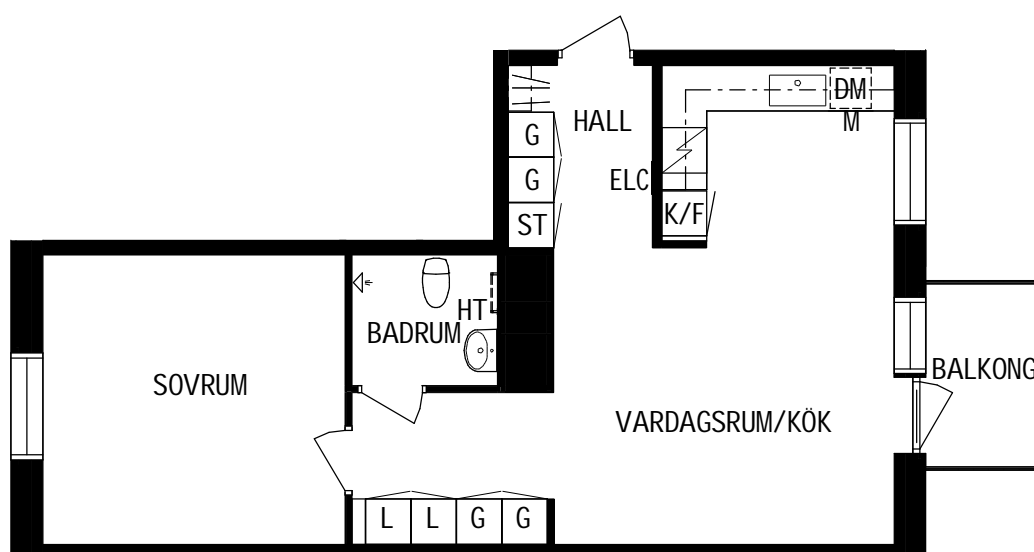 HALL
DM
M
G
G
ELC
ST
K/F
HT
BADRUM
SOVRUM
BALKONG
VARDAGSRUM/KÖK
L L G G